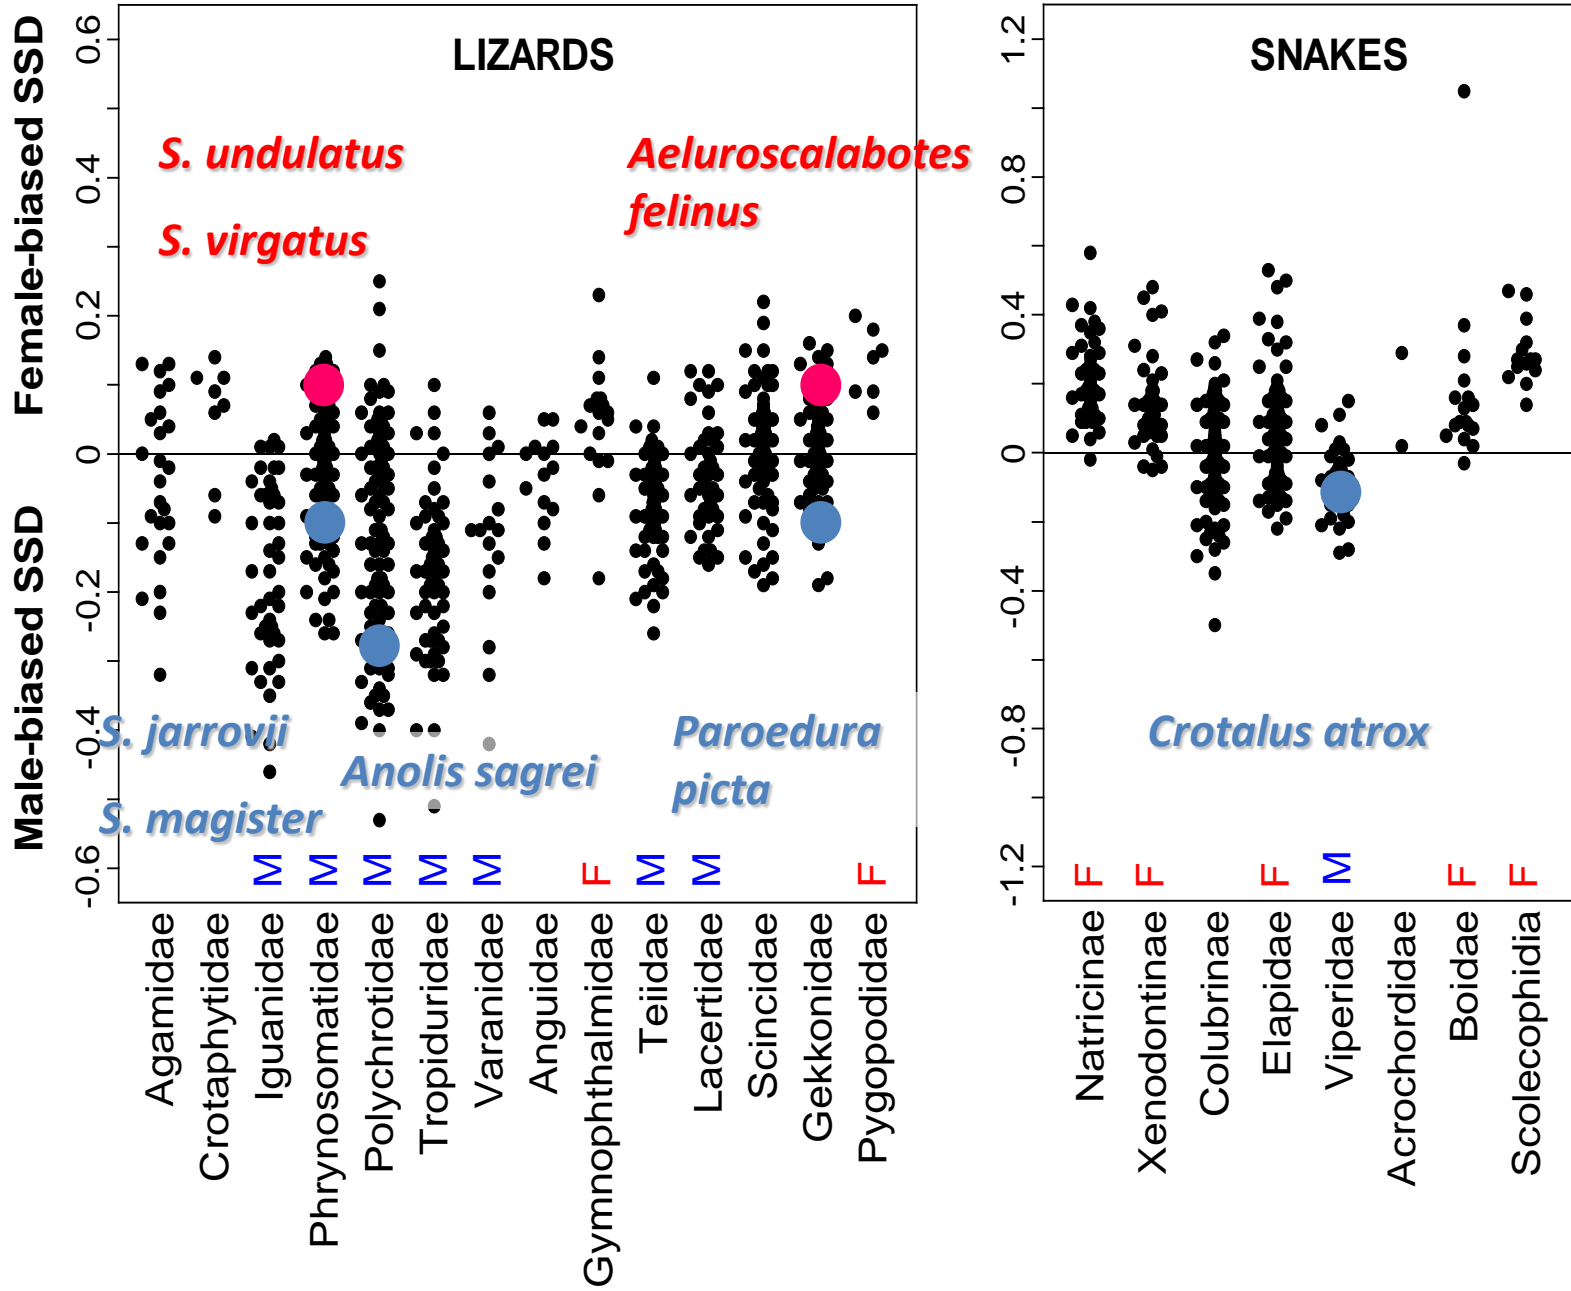 LIZARDS
SNAKES
Female-biased SSD
Male-biased SSD
0.6
0.4
0.2
0
-0.2
-0.4
-0.6
1.2
0.8
0.4
0
-0.4
-0.8
-1.2
S. undulatus
S. virgatus
Aeluroscalabotes
felinus
S. jarrovii
S. magister
Anolis sagrei
Paroedura
picta
Crotalus atrox
M
M
M
M
M
F
M
M
F
F
F
F
M
F
F
Agamidae
Crotaphytidae
Iguanidae
Phrynosomatidae
Polychrotidae
Tropiduridae
Varanidae
Anguidae
Gymnophthalmidae
Teiidae
Lacertidae
Scincidae
Gekkonidae
Pygopodidae
Natricinae
Xenodontinae
Colubrinae
Elapidae
Viperidae
Acrochordidae
Boidae
Scolecophidia